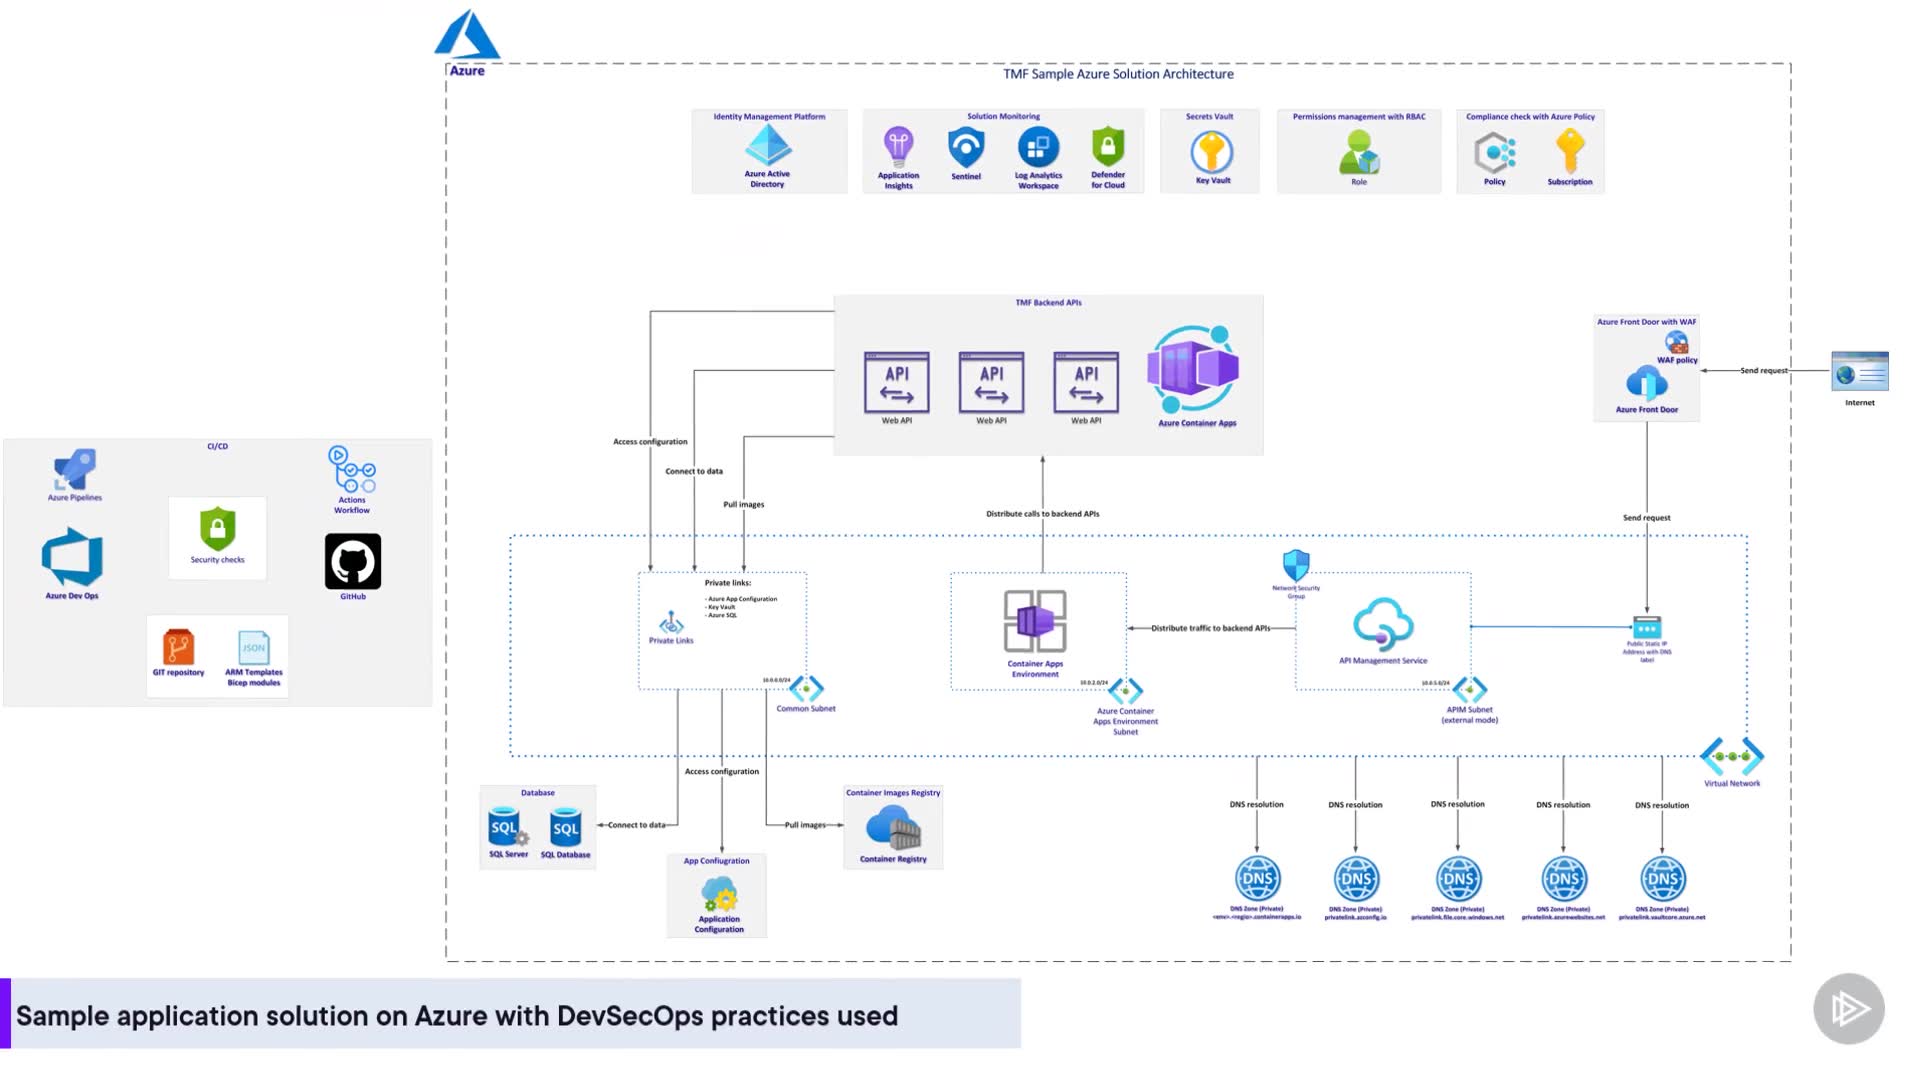 Azure
TMF Sample Azure Solution Architecture
Identity Management Platform
Azure Active
Directory
Solution Monitoring
Application
Insights
Sentinel
Log Analytics
Workspace
Defender
for Cloud
Secrets Vault
Key Vault
Permissions management with RBAC
Role
Compliance check with Azure Policy
Policy
Subscription
TMF Backend APIs
API
Web API
API
Web API
API
Web API
Azure Container Apps
Azure Front Door with WAF
WAF policy
Azure Front Door
Send request
Internet
Access configuration
Connect to data
Pull images
Distribute calls to backend APIs
Send request
CI/CD
Azure Pipelines
Actions
Workflow
Security checks
Azure Dev Ops
GitHub
GIT repository
JSON
ARM Templates
Bicep modules
Private links:
- Azure App Configuration
- Key Vault
- Azure SQL
Private Links
10.0.0.0/24
Common Subnet
Container Apps
Environment
10.0.2.0/24
Azure Container
Apps Environment
Subnet
Distribute traffic to backend APIs
Network Security
Group
API Management Service
10.0.5.0/24
APIM Subnet
(external mode)
Public Static IP
Address with DNS
label
Virtual Network
Database
SQL
SQL Server
SQL
SQL Database
Connect to data
Access configuration
App Confiugration
Application
Configuration
Pull images
Container Images Registry
Container Registry
DNS resolution
DNS resolution
DNS resolution
DNS resolution
DNS resolution
DNS
DNS Zone (Private)
<env>.<regio>.containerapps.io
DNS
DNS Zone (Private)
privatelink.azconfig.io
DNS
DNS Zone (Private)
privatelink.file.core.windows.net
DNS
DNS Zone (Private)
privatelink.azurewebsites.net
DNS
DNS Zone (Private)
privatelink.vaultcore.azure.net
Sample application solution on Azure with DevSecOps practices used